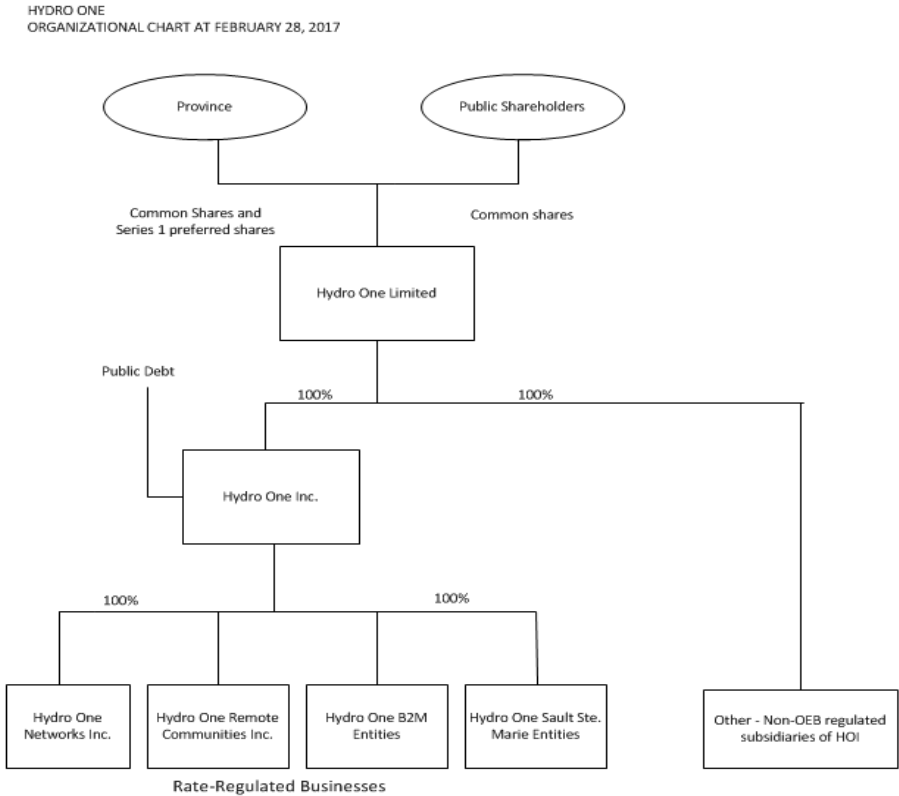 HYDRO ONE
ORGANIZATIONAL CHART AT FEBRUARY 28, 2017
Province
Public Shareholders
Common Shares and
Series 1 preferred shares
Common shares
Hydro One Limited
Public Debt
100%
100%
Hydro One Inc.
100%
100%
Hydro One
Networks Inc.
Hydro One Remote
Communities Inc.
Hydro One B2M
Entities
Hydro One Sault Ste.
Marie Entities
Other - Non-OEB regulated
subsidiaries of HOI
Rate-Regulated Businesses